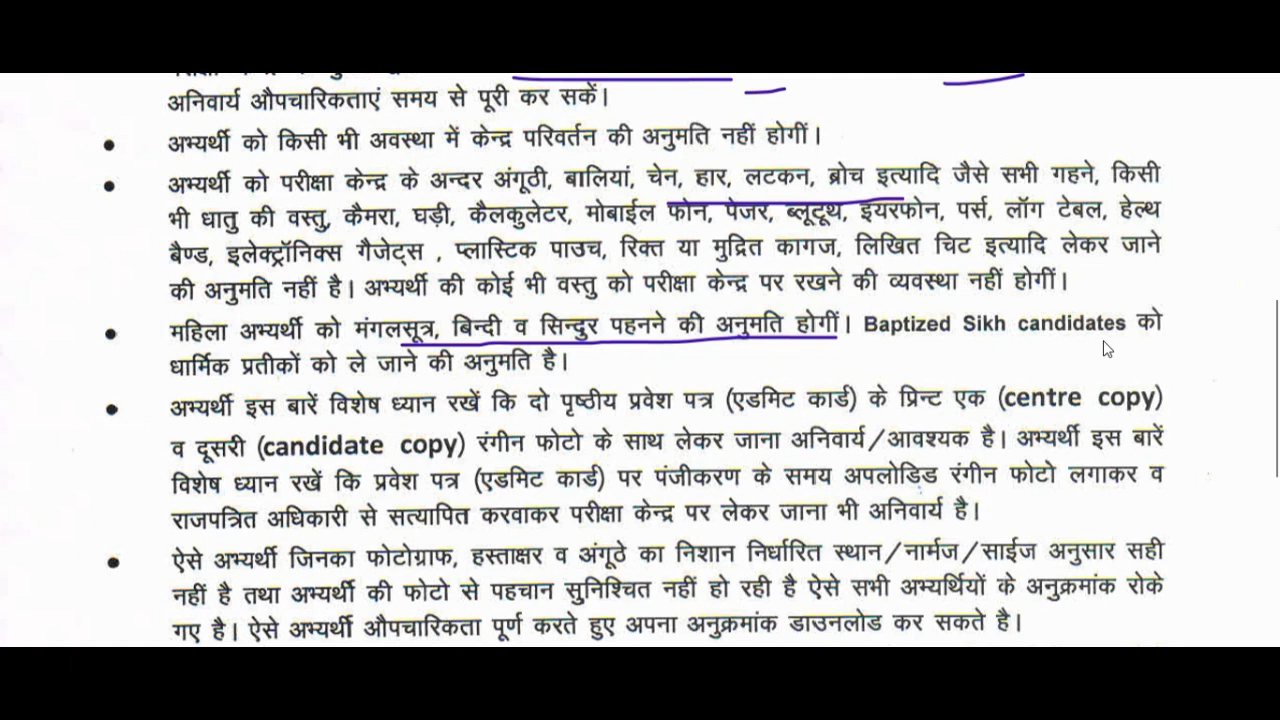 अनिवार्य औपचारिकताएं समय से पूरी कर सकें।
• अभ्यर्थी को किसी भी अवस्था में केन्द्र परिवर्तन की अनुमति नहीं होगीं।
• अभ्यर्थी को परीक्षा केन्द्र के अन्दर अंगूठी, बालियां, चेन, हार, लटकन, ब्रोच इत्यादि जैसे सभी गहने, किसी
भी धातु की वस्तु, कैमरा, घड़ी, कैलकुलेटर, मोबाईल फोन, पेजर, ब्लूटूथ, इयरफोन, पर्स, लॉग टेबल, हेल्थ
बैण्ड, इलेक्ट्रॉनिक्स गैजेट्स , प्लास्टिक पाउच, रिक्त या मुद्रित कागज, लिखित चिट इत्यादि लेकर जाने
की अनुमति नहीं है। अभ्यर्थी की कोई भी वस्तु को परीक्षा केन्द्र पर रखने की व्यवस्था नहीं होगीं।
• महिला अभ्यर्थी को मंगलसूत्र, बिन्दी व सिन्दुर पहनने की अनुमति होगीं। Baptized Sikh candidates को
धार्मिक प्रतीकों को ले जाने की अनुमति है।
• अभ्यर्थी इस बारें विशेष ध्यान रखें कि दो पृष्ठीय प्रवेश पत्र (एडमिट कार्ड) के प्रिन्ट एक (centre copy)
व दूसरी (candidate copy) रंगीन फोटो के साथ लेकर जाना अनिवार्य/आवश्यक है। अभ्यर्थी इस बारें
विशेष ध्यान रखें कि प्रवेश पत्र (एडमिट कार्ड) पर पंजीकरण के समय अपलोडिड रंगीन फोटो लगाकर व
राजपत्रित अधिकारी से सत्यापित करवाकर परीक्षा केन्द्र पर लेकर जाना भी अनिवार्य है।
• ऐसे अभ्यर्थी जिनका फोटोग्राफ, हस्ताक्षर व अंगूठे का निशान निर्धारित स्थान/नार्मज/साईज अनुसार सही
नहीं है तथा अभ्यर्थी की फोटो से पहचान सुनिश्चित नहीं हो रही है ऐसे सभी अभ्यर्थियों के अनुक्रमांक रोके
गए है। ऐसे अभ्यर्थी औपचारिकता पूर्ण करते हुए अपना अनुक्रमांक डाउनलोड कर सकते है।